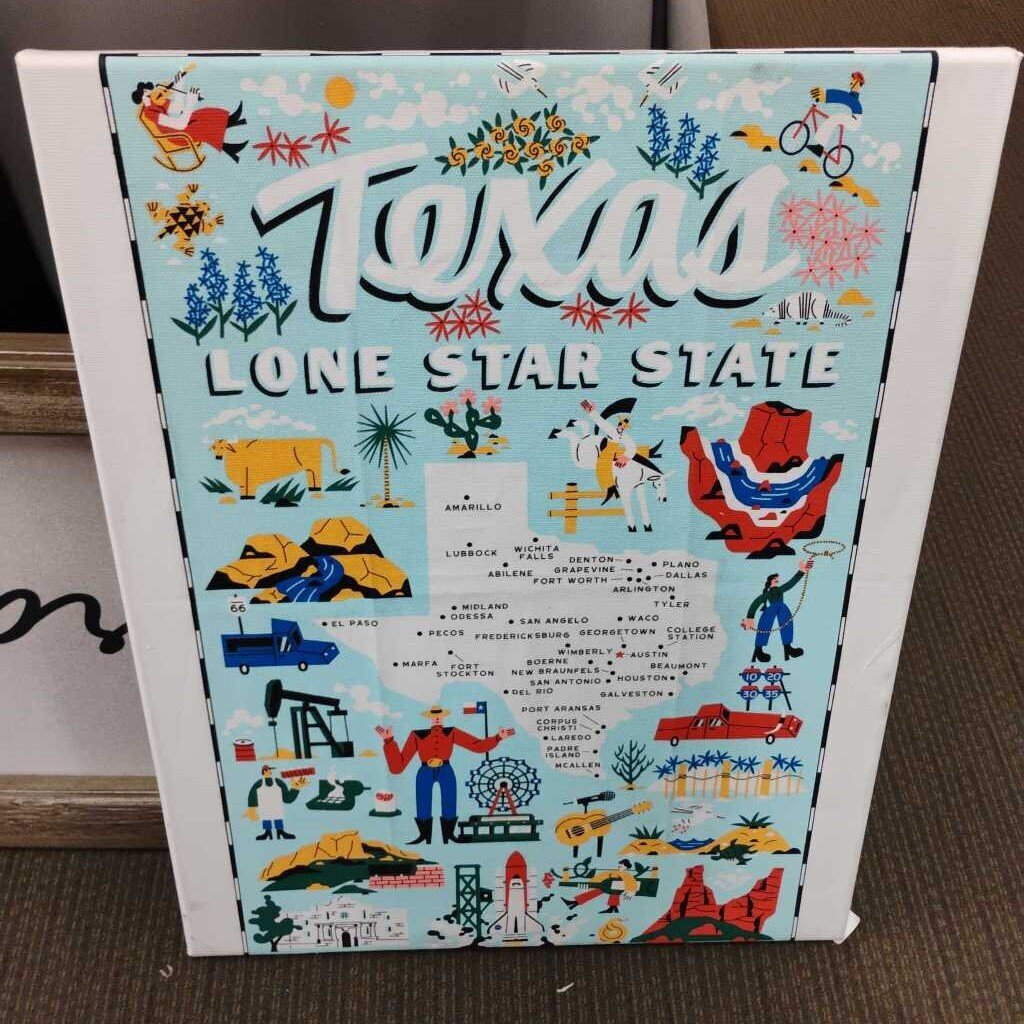 Texas
LONE STAR STATE
AMARILLO
LUBBOCK
WICHITA
FALLS
DENTON
PLANO
ABILENE
GRAPEVINE
DALLAS
FORT WORTH
ARLINGTON
TYLER
66
MIDLAND
ODESSA
EL PASO
SAN ANGELO
WACO
PECOS
FREDERICKSBURG
GEORGETOWN
COLLEGE
STATION
WIMBERLY
AUSTIN
MARFA
FORT
STOCKTON
BOERNE
BEAUMONT
NEW BRAUNFELS
SAN ANTONIO
HOUSTON
DEL RIO
GALVESTON
10 20
30 35
PORT ARANSAS
CORPUS
CHRISTI
LAREDO
PADRE
ISLAND
MCALLEN